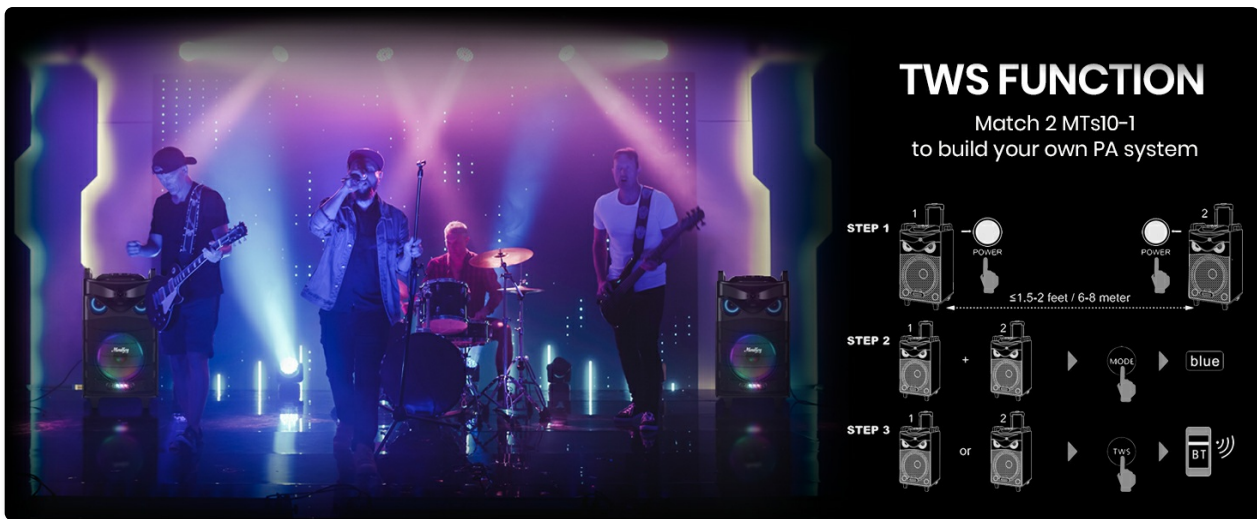 TWS FUNCTION
Match 2 MTs10-1
to build your own PA system
STEP 1
1
POWER
POWER
2
≤1.5-2 feet / 6-8 meter
STEP 2
1
+
2
MODE
blue
STEP 3
1
or
2
TWS
BT